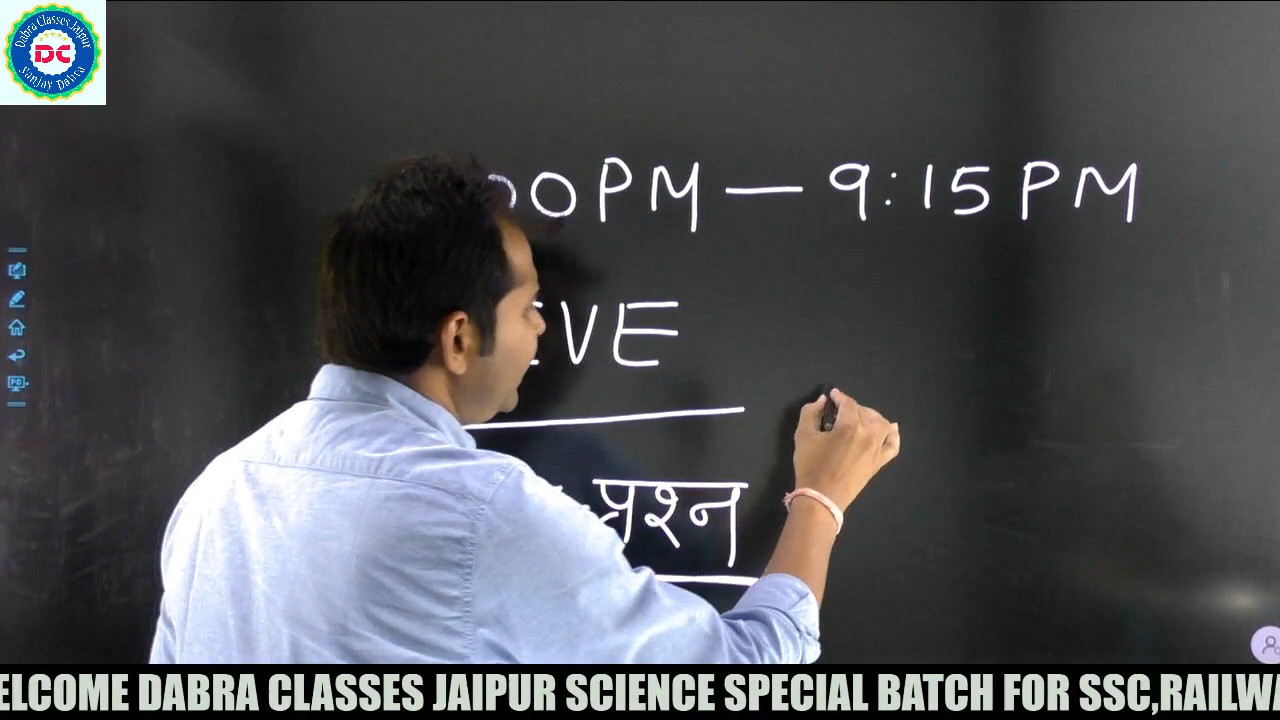 Dabra Classes Jaipur
DC
Sanjay Dabra
00PM — 9:15PM
IVE
प्रश्न
ELCOME DABRA CLASSES JAIPUR SCIENCE SPECIAL BATCH FOR SSC,RAILWA